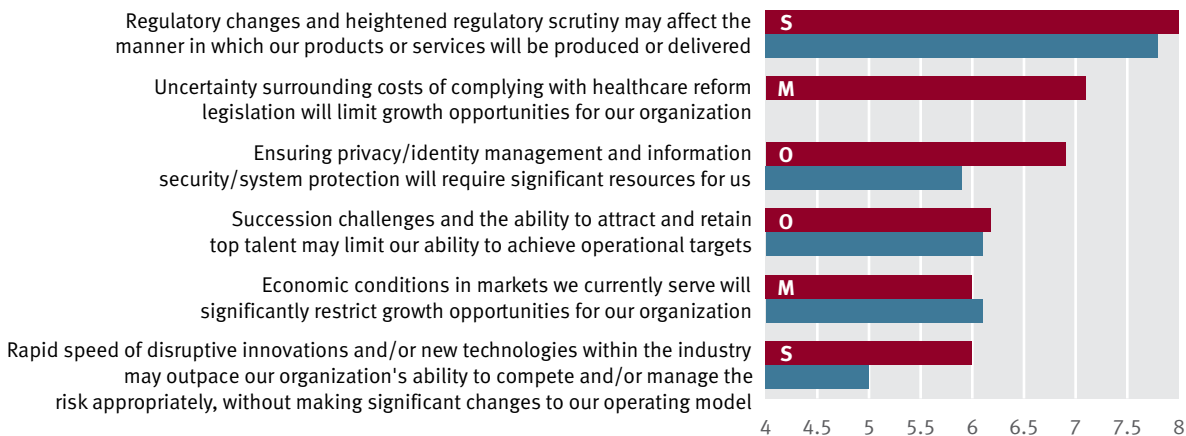 Regulatory changes and heightened regulatory scrutiny may affect the
manner in which our products or services will be produced or delivered
S
Uncertainty surrounding costs of complying with healthcare reform
legislation will limit growth opportunities for our organization
M
Ensuring privacy/identity management and information
security/system protection will require significant resources for us
O
Succession challenges and the ability to attract and retain
top talent may limit our ability to achieve operational targets
O
Economic conditions in markets we currently serve will
significantly restrict growth opportunities for our organization
M
Rapid speed of disruptive innovations and/or new technologies within the industry
may outpace our organization's ability to compete and/or manage the
risk appropriately, without making significant changes to our operating model
S
4 4.5 5 5.5 6 6.5 7 7.5 8